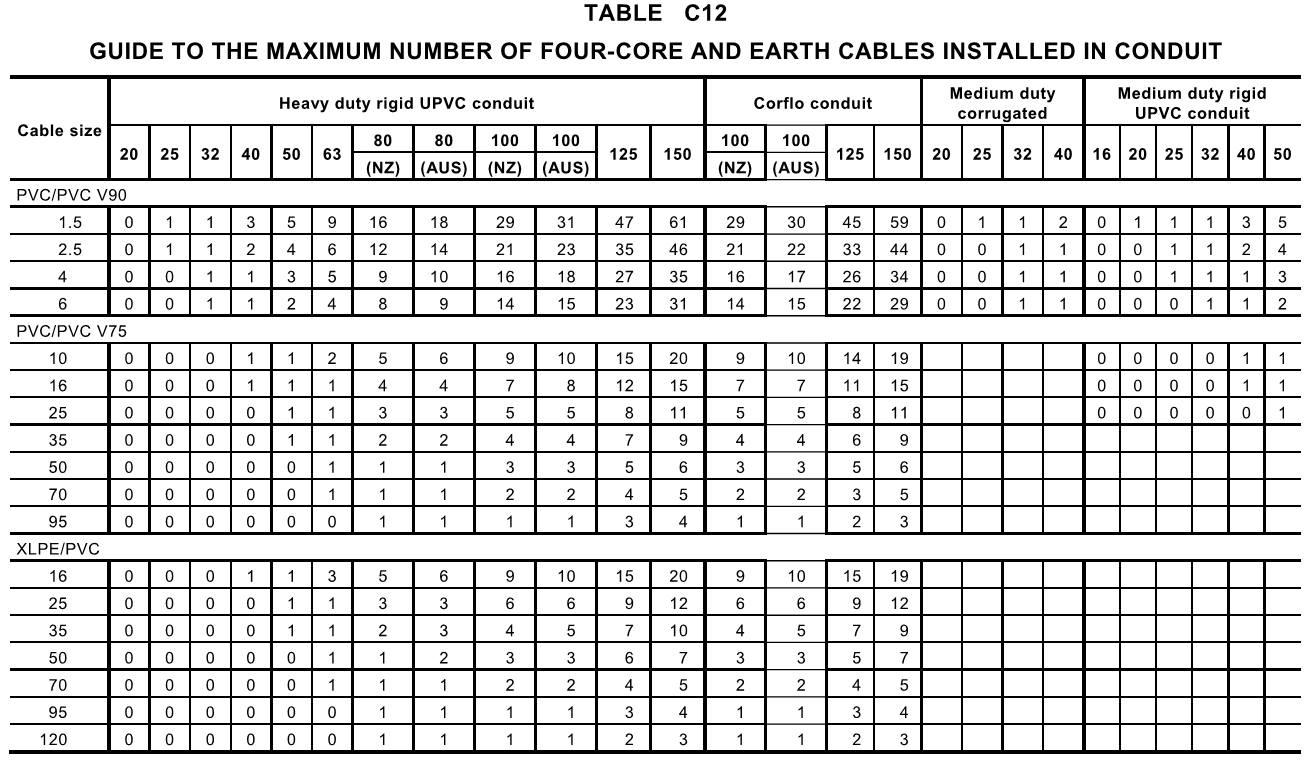 TABLE C12
GUIDE TO THE MAXIMUM NUMBER OF FOUR-CORE AND EARTH CABLES INSTALLED IN CONDUIT
Cable size Heavy duty rigid UPVC conduit Corflo conduit Medium duty corrugated Medium duty rigid UPVC conduit
20 25 32 40 50 63 80 (NZ) 80 (AUS) 100 (NZ) 100 (AUS) 125 150 100 (NZ) 100 (AUS) 125 150 20 25 32 40 16 20 25 32 40 50
PVC/PVC V90
1.5 0 1 1 3 5 9 16 18 29 31 47 61 29 30 45 59 0 1 1 2 0 1 1 1 3 5
2.5 0 1 1 2 4 6 12 14 21 23 35 46 21 22 33 44 0 0 1 1 0 0 1 1 2 4
4 0 0 1 1 3 5 9 10 16 18 27 35 16 17 26 34 0 0 1 1 0 0 1 1 1 3
6 0 0 1 1 2 4 8 9 14 15 23 31 14 15 22 29 0 0 1 1 0 0 0 1 1 2
PVC/PVC V75
10 0 0 0 1 1 2 5 6 9 10 15 20 9 10 14 19 0 0 0 0 1 1
16 0 0 0 1 1 1 4 4 7 8 12 15 7 7 11 15 0 0 0 0 1 1
25 0 0 0 0 1 1 3 3 5 5 8 11 5 5 8 11 0 0 0 0 0 1
35 0 0 0 0 1 1 2 2 4 4 7 9 4 4 6 9
50 0 0 0 0 0 1 1 1 3 3 5 6 3 3 5 6
70 0 0 0 0 0 1 1 1 2 2 4 5 2 2 3 5
95 0 0 0 0 0 0 1 1 1 1 3 4 1 1 2 3
XLPE/PVC
16 0 0 0 1 1 3 5 6 9 10 15 20 9 10 15 19
25 0 0 0 0 1 1 3 3 6 6 9 12 6 6 9 12
35 0 0 0 0 1 1 2 3 4 5 7 10 4 5 7 9
50 0 0 0 0 0 1 1 2 3 3 6 7 3 3 5 7
70 0 0 0 0 0 1 1 1 2 2 4 5 2 2 4 5
95 0 0 0 0 0 0 1 1 1 1 3 4 1 1 3 4
120 0 0 0 0 0 0 1 1 1 1 2 3 1 1 2 3